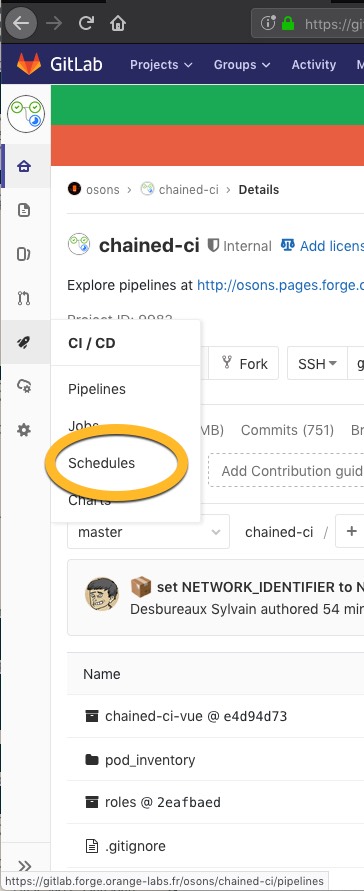 https://gi
GitLab Projects Groups Activity M
osons > chained-ci > Details
chained-ci Internal Add licens
Explore pipelines at http://osons.pages.forge.o
Project ID: 9983
CI / CD
Fork SSH g
Pipelines
Jobs
MB) Commits (751) Br
Schedules
Add Contribution guid
Charts
master chained-ci / +
set NETWORK_IDENTIFIER to N
Desbureaux Sylvain authored 54 min
Name
chained-ci-vue @ e4d94d73
pod_inventory
roles @ 2eafbaed
.gitignore
https://gitlab.forge.orange-labs.fr/osons/chained-ci/pipelines